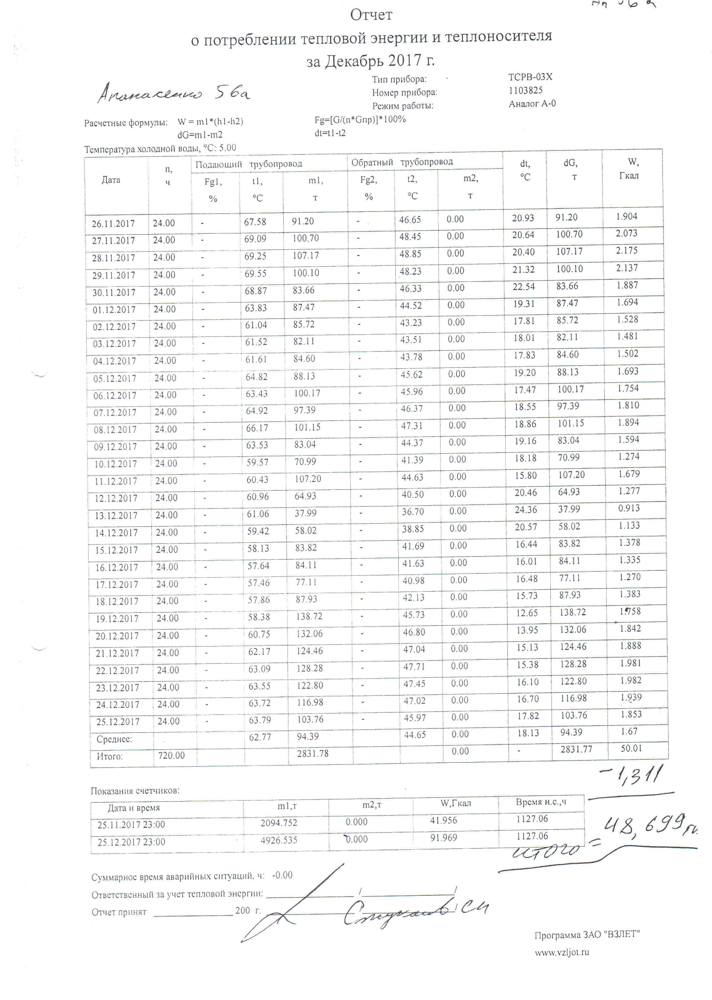 56а
Отчет
о потреблении тепловой энергии и теплоносителя
за Декабрь 2017 г.
Апанасенко 56а
Тип прибора: ТСРВ-03Х
Номер прибора: 1103825
Режим работы: Аналог А-0
Расчетные формулы: W = m1*(h1-h2) Fg=[G/(n*Gпр)]*100%
dG=m1-m2 dt=t1-t2
Температура холодной воды, °C: 5.00
Дата n, ч Подающий трубопровод Обратный трубопровод dt, °C dG, т W, Гкал
Fg1, % t1, °C m1, т Fg2, % t2, °C m2, т
26.11.2017 24.00 - 67.58 91.20 - 46.65 0.00 20.93 91.20 1.904
27.11.2017 24.00 - 69.09 100.70 - 48.45 0.00 20.64 100.70 2.073
28.11.2017 24.00 - 69.25 107.17 - 48.85 0.00 20.40 107.17 2.175
29.11.2017 24.00 - 69.55 100.10 - 48.23 0.00 21.32 100.10 2.137
30.11.2017 24.00 - 68.87 83.66 - 46.33 0.00 22.54 83.66 1.887
01.12.2017 24.00 - 63.83 87.47 - 44.52 0.00 19.31 87.47 1.694
02.12.2017 24.00 - 61.04 85.72 - 43.23 0.00 17.81 85.72 1.528
03.12.2017 24.00 - 61.52 82.11 - 43.51 0.00 18.01 82.11 1.481
04.12.2017 24.00 - 61.61 84.60 - 43.78 0.00 17.83 84.60 1.502
05.12.2017 24.00 - 64.82 88.13 - 45.62 0.00 19.20 88.13 1.693
06.12.2017 24.00 - 63.43 100.17 - 45.96 0.00 17.47 100.17 1.754
07.12.2017 24.00 - 64.92 97.39 - 46.37 0.00 18.55 97.39 1.810
08.12.2017 24.00 - 66.17 101.15 - 47.31 0.00 18.86 101.15 1.894
09.12.2017 24.00 - 63.53 83.04 - 44.37 0.00 19.16 83.04 1.594
10.12.2017 24.00 - 59.57 70.99 - 41.39 0.00 18.18 70.99 1.274
11.12.2017 24.00 - 60.43 107.20 - 44.63 0.00 15.80 107.20 1.679
12.12.2017 24.00 - 60.96 64.93 - 40.50 0.00 20.46 64.93 1.277
13.12.2017 24.00 - 61.06 37.99 - 36.70 0.00 24.36 37.99 0.913
14.12.2017 24.00 - 59.42 58.02 - 38.85 0.00 20.57 58.02 1.133
15.12.2017 24.00 - 58.13 83.82 - 41.69 0.00 16.44 83.82 1.378
16.12.2017 24.00 - 57.64 84.11 - 41.63 0.00 16.01 84.11 1.335
17.12.2017 24.00 - 57.46 77.11 - 40.98 0.00 16.48 77.11 1.270
18.12.2017 24.00 - 57.86 87.93 - 42.13 0.00 15.73 87.93 1.383
19.12.2017 24.00 - 58.38 138.72 - 45.73 0.00 12.65 138.72 1.758
20.12.2017 24.00 - 60.75 132.06 - 46.80 0.00 13.95 132.06 1.842
21.12.2017 24.00 - 62.17 124.46 - 47.04 0.00 15.13 124.46 1.888
22.12.2017 24.00 - 63.09 128.28 - 47.71 0.00 15.38 128.28 1.981
23.12.2017 24.00 - 63.55 122.80 - 47.45 0.00 16.10 122.80 1.982
24.12.2017 24.00 - 63.72 116.98 - 47.02 0.00 16.70 116.98 1.939
25.12.2017 24.00 - 63.79 103.76 - 45.97 0.00 17.82 103.76 1.853
Среднее: 62.77 94.39 44.65 0.00 18.13 94.39 1.67
Итого: 720.00 2831.78 0.00 - 2831.77 50.01
- 1,311
Показания счетчиков:
Дата и время m1,т m2,т W,Гкал Время н.с.,ч
25.11.2017 23:00 2094.752 0.000 41.956 1127.06
25.12.2017 23:00 4926.535 0.000 91.969 1127.06
итого = 48,699
Суммарное время аварийных ситуаций, ч: -0.00
Ответственный за учет тепловой энергии: / /
Отчет принят 200 г.
Программа ЗАО "ВЗЛЕТ"
www.vzljot.ru